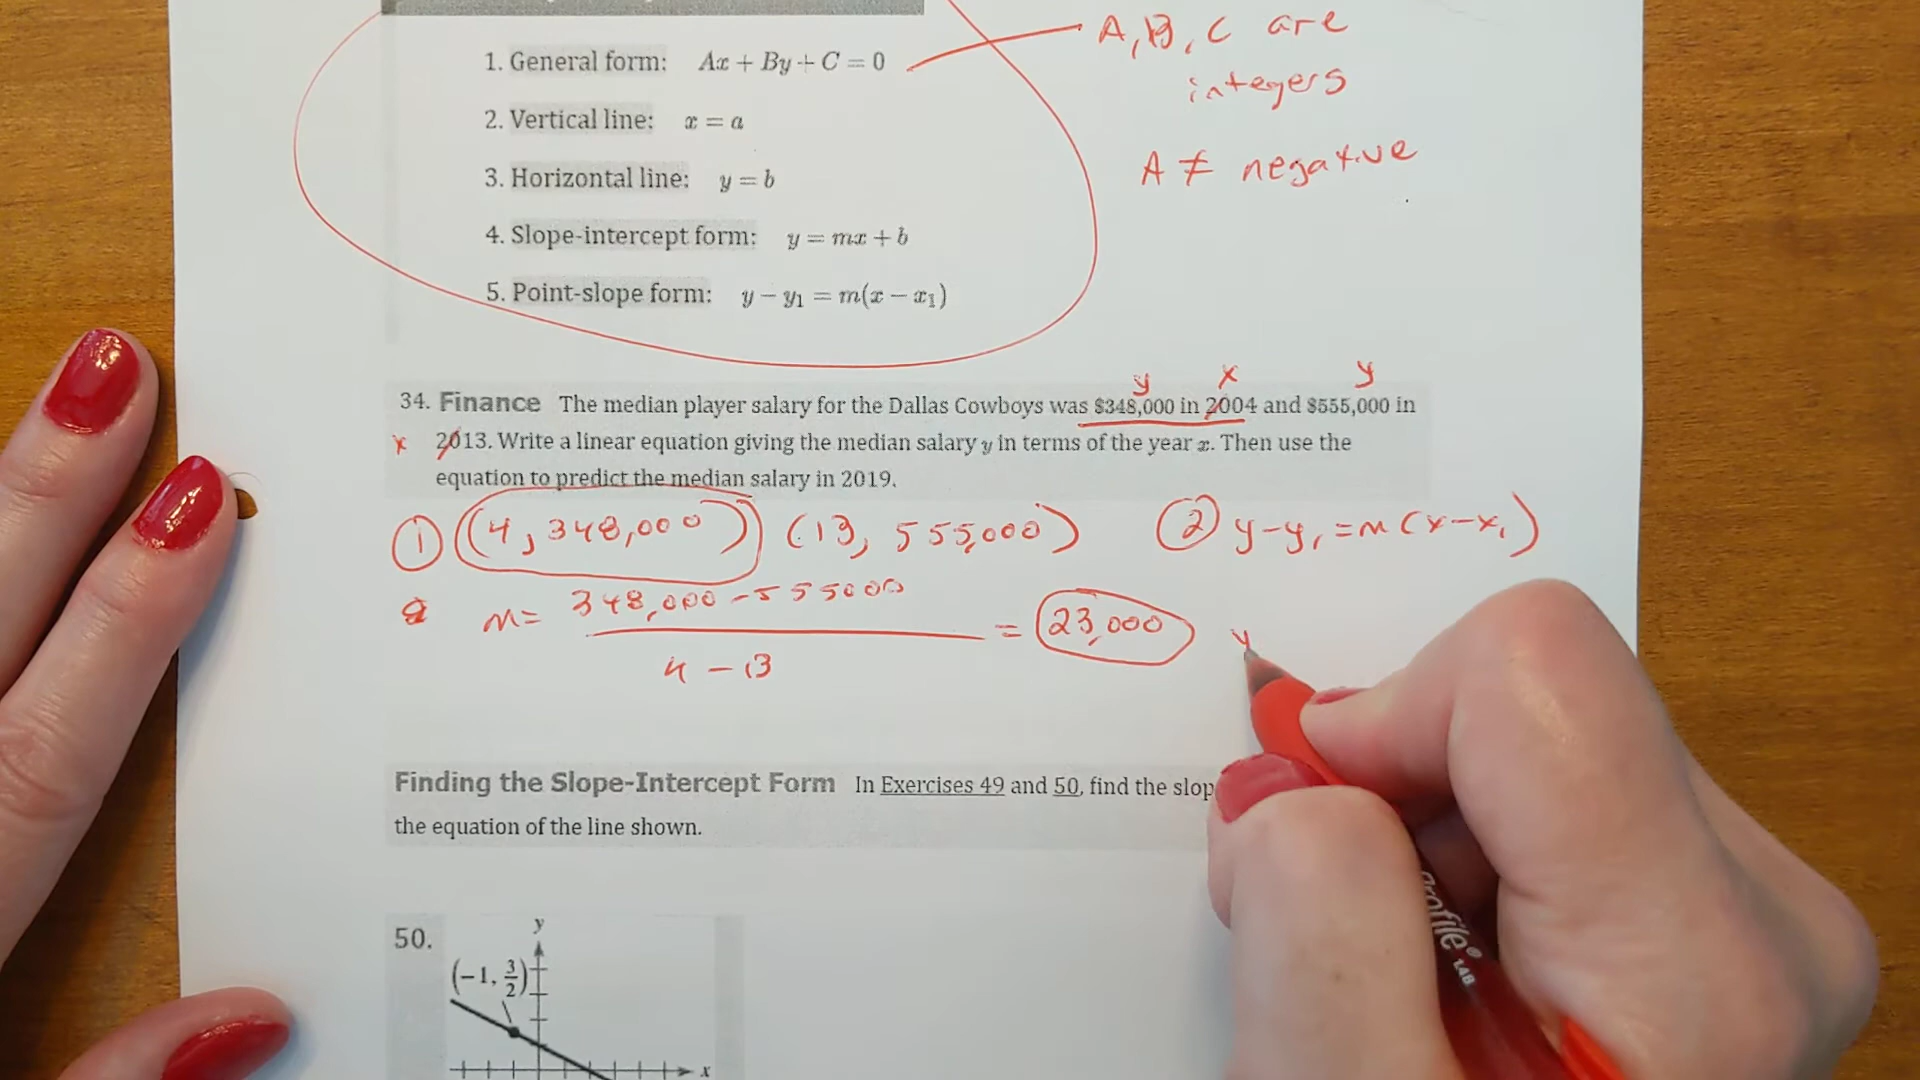 1. General form: Ax + By + C = 0
A, B, C are
integers
2. Vertical line: x = a
A ≠ negative
3. Horizontal line: y = b
4. Slope-intercept form: y = mx + b
5. Point-slope form: y − y₁ = m(x − x₁)
y x y
34. Finance The median player salary for the Dallas Cowboys was $348,000 in 2004 and $555,000 in
x 2013. Write a linear equation giving the median salary y in terms of the year x. Then use the
equation to predict the median salary in 2019.
① (4, 348,000) (13, 555,000) ② y-y₁=m(x-x₁)
m= 348,000-555000
4-13
= 23,000
y
Finding the Slope-Intercept Form In Exercises 49 and 50, find the slop
the equation of the line shown.
50.
y
(−1, 3/2)
x
profile® 1.4B